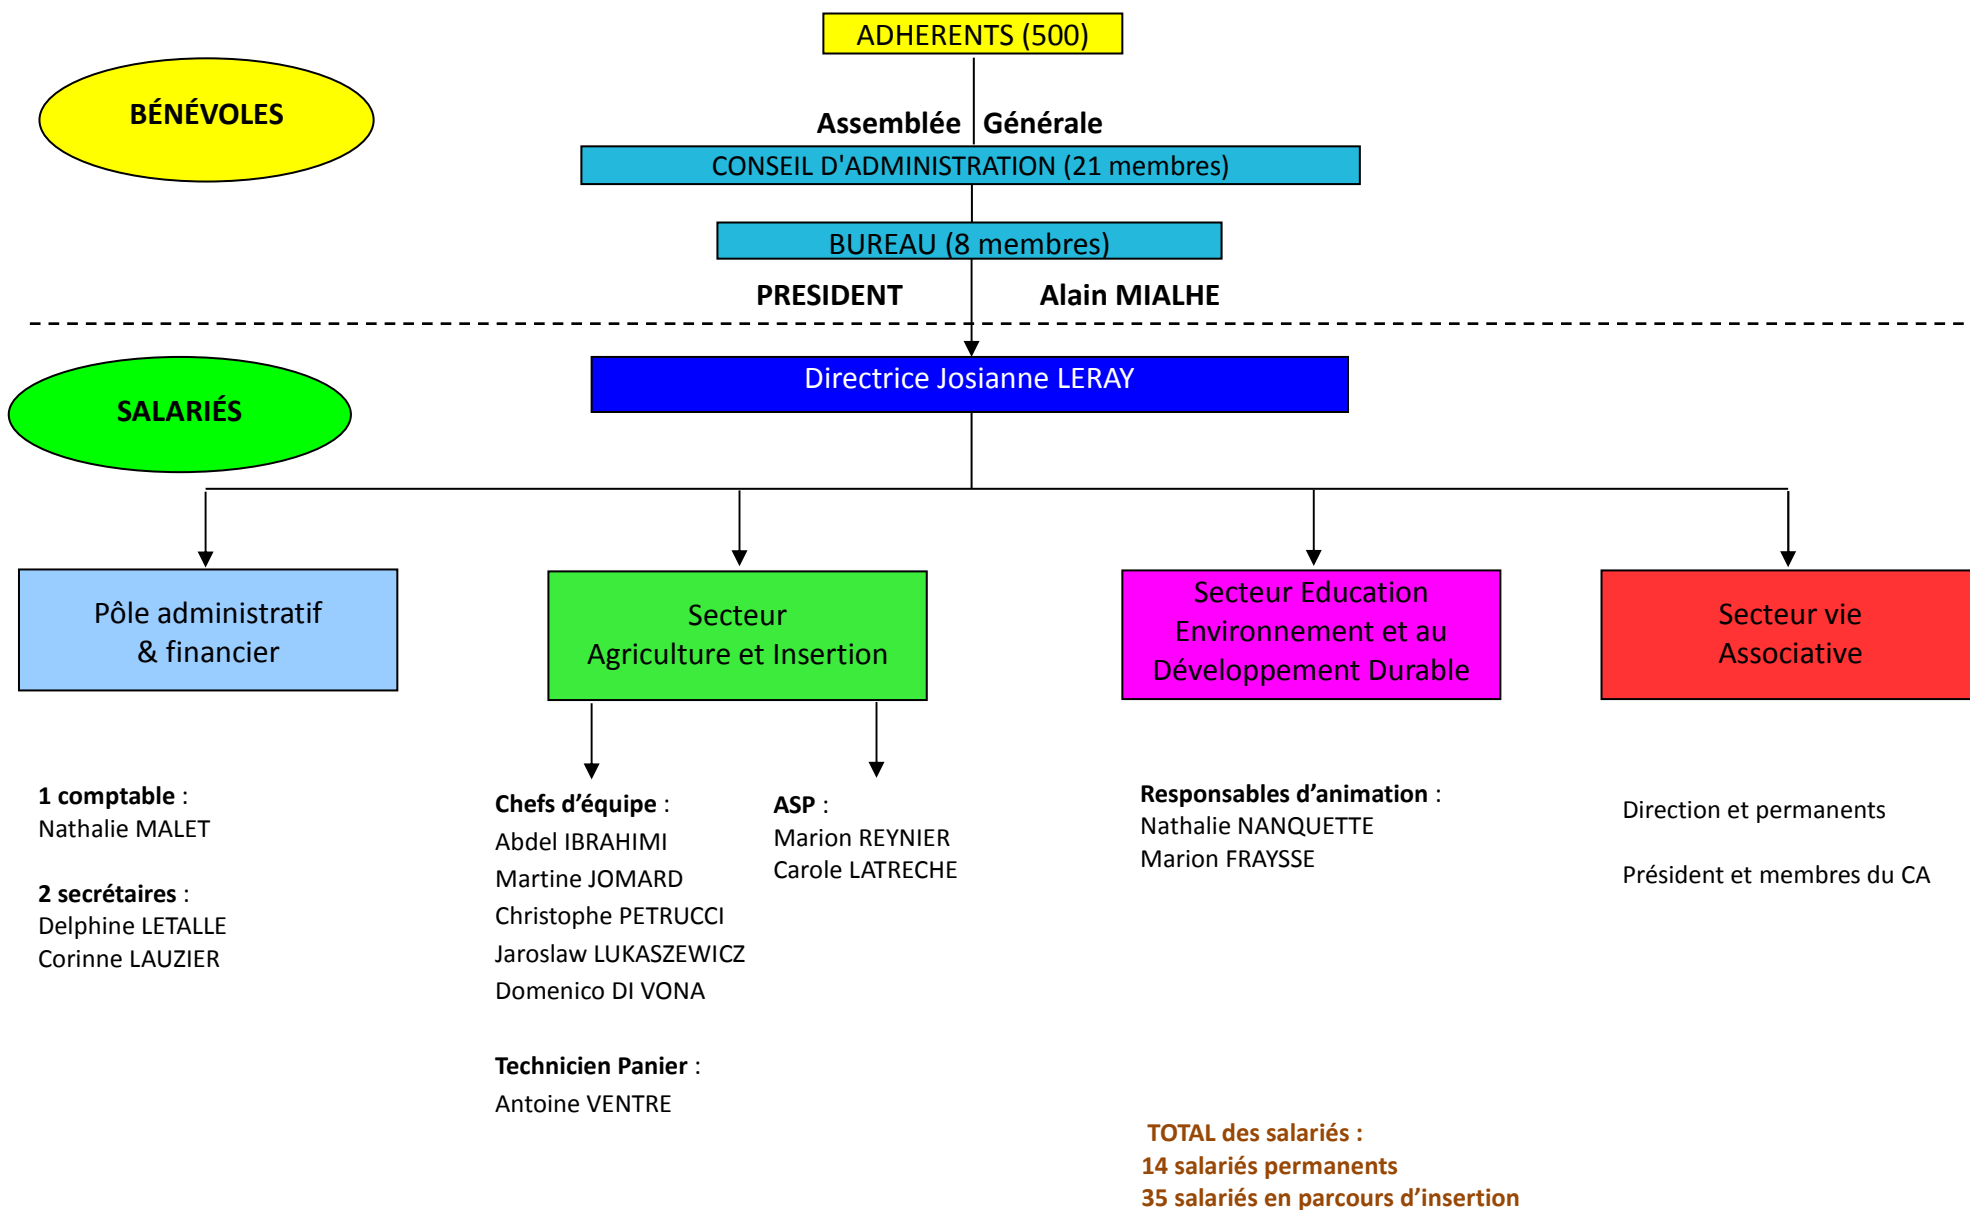 ADHERENTS (500)
BÉNÉVOLES
Assemblée Générale
CONSEIL D'ADMINISTRATION (21 membres)
BUREAU (8 membres)
PRESIDENT Alain MIALHE
Directrice Josianne LERAY
SALARIÉS
Pôle administratif
& financier
Secteur
Agriculture et Insertion
Secteur Education
Environnement et au
Développement Durable
Secteur vie
Associative
1 comptable :
Nathalie MALET
2 secrétaires :
Delphine LETALLE
Corinne LAUZIER
Chefs d’équipe :
Abdel IBRAHIMI
Martine JOMARD
Christophe PETRUCCI
Jaroslaw LUKASZEWICZ
Domenico DI VONA
Technicien Panier :
Antoine VENTRE
ASP :
Marion REYNIER
Carole LATRECHE
Responsables d’animation :
Nathalie NANQUETTE
Marion FRAYSSE
Direction et permanents
Président et membres du CA
TOTAL des salariés :
14 salariés permanents
35 salariés en parcours d’insertion